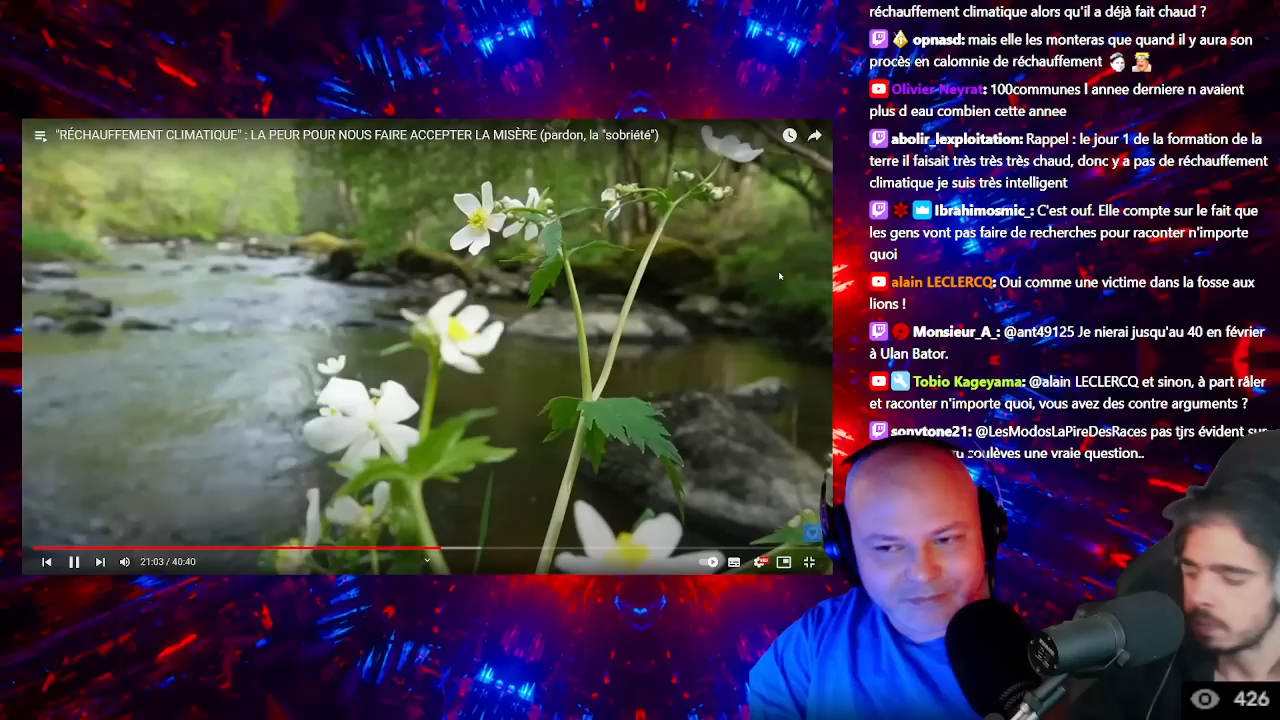 "RÉCHAUFFEMENT CLIMATIQUE" : LA PEUR POUR NOUS FAIRE ACCEPTER LA MISÈRE (pardon, la "sobriété")
21:03 / 40:40
réchauffement climatique alors qu'il a déjà fait chaud ?
opnasd: mais elle les monteras que quand il y aura son
procès en calomnie de réchauffement
Olivier Neyrat: 100communes l annee derniere n avaient
plus d eau combien cette annee
abolir_lexploitation: Rappel : le jour 1 de la formation de la
terre il faisait très très très chaud, donc y a pas de réchauffement
climatique je suis très intelligent
Ibrahimosmic_: C'est ouf. Elle compte sur le fait que
les gens vont pas faire de recherches pour raconter n'importe
quoi
alain LECLERCQ: Oui comme une victime dans la fosse aux
lions !
Monsieur_A_: @ant49125 Je nierai jusqu'au 40 en février
à Ulan Bator.
Tobio Kageyama: @alain LECLERCQ et sinon, à part râler
et raconter n'importe quoi, vous avez des contre arguments ?
sonytone21: @LesModosLaPireDesRaces pas tjrs évident sur
coulèves une vraie question..
426